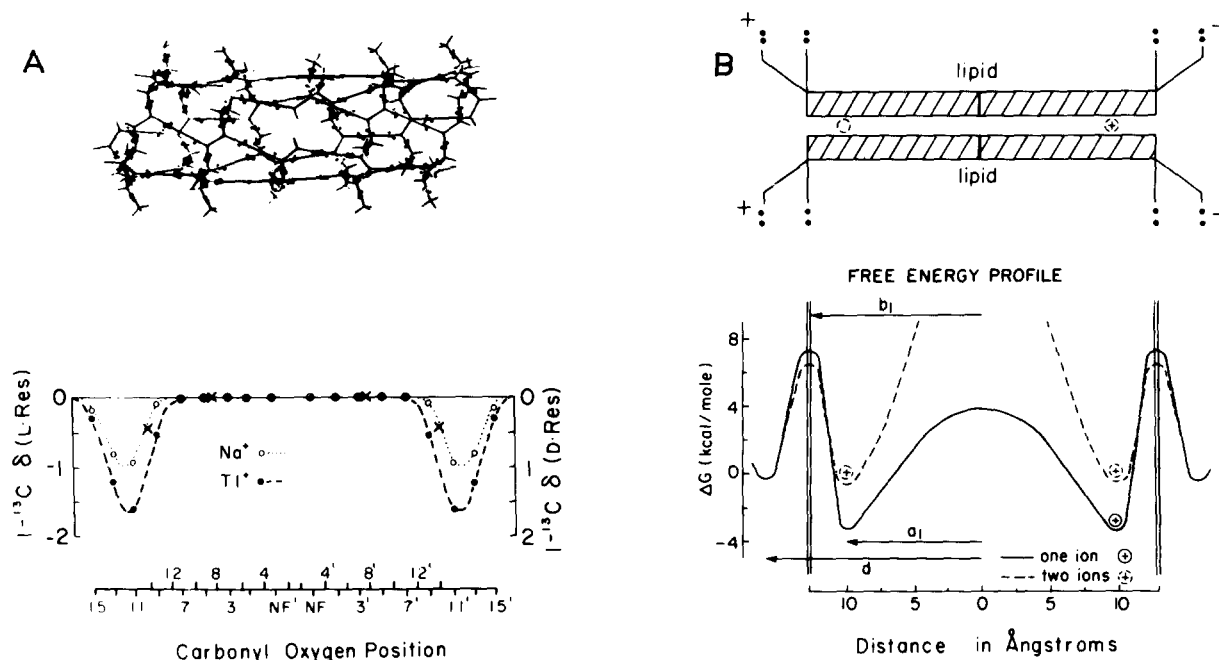 A
B
+
-
lipid
lipid
+
-
FREE ENERGY PROFILE
1-¹³C δ (L·Res)
0
-1
-2
Na⁺
Tl⁺
0
-1
2
1-¹³C δ (D·Res)
12 8 4 4' 8' 12'
15 11 7 3 NF' NF 3' 7' 11' 15'
Carbonyl Oxygen Position
ΔG (kcal/mole)
8
4
0
-4
b₁
a₁
d
one ion ⊕
two ions ⊕
10 5 0 5 10
Distance in Ångstroms